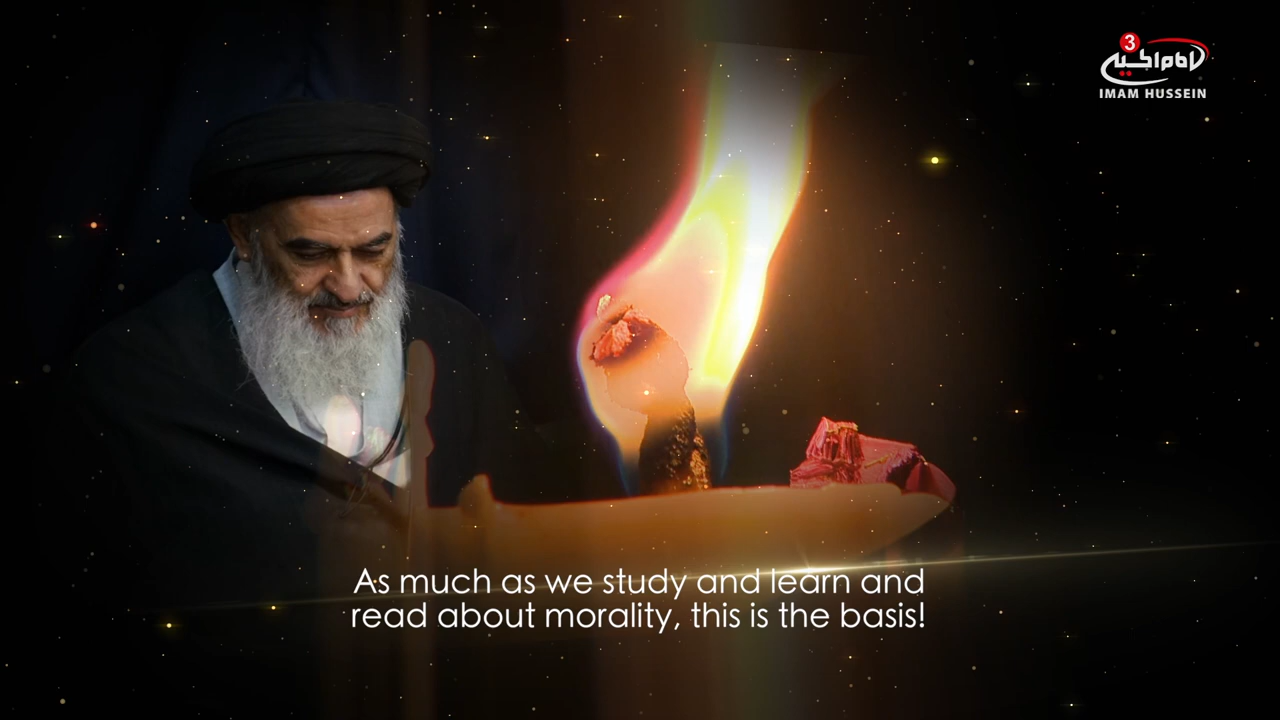 3
الإمام الحسين
IMAM HUSSEIN
As much as we study and learn and
read about morality, this is the basis!